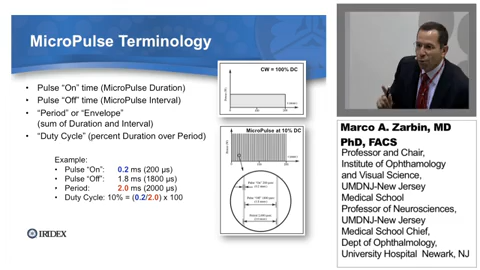 MicroPulse Terminology
• Pulse “On” time (MicroPulse Duration)
• Pulse “Off” time (MicroPulse Interval)
• “Period” or “Envelope”
(sum of Duration and Interval)
• “Duty Cycle” (percent Duration over Period)
Example:
• Pulse “On”: 0.2 ms (200 μs)
• Pulse “Off”: 1.8 ms (1800 μs)
• Period: 2.0 ms (2000 μs)
• Duty Cycle: 10% = (0.2/2.0) x 100
CW = 100% DC
MicroPulse at 10% DC
IRIDEX
Marco A. Zarbin, MD
PhD, FACS
Professor and Chair,
Institute of Ophthamology
and Visual Science,
UMDNJ-New Jersey
Medical School
Professor of Neurosciences,
UMDNJ-New Jersey
Medical School Chief,
Dept of Ophthalmology,
University Hospital Newark, NJ